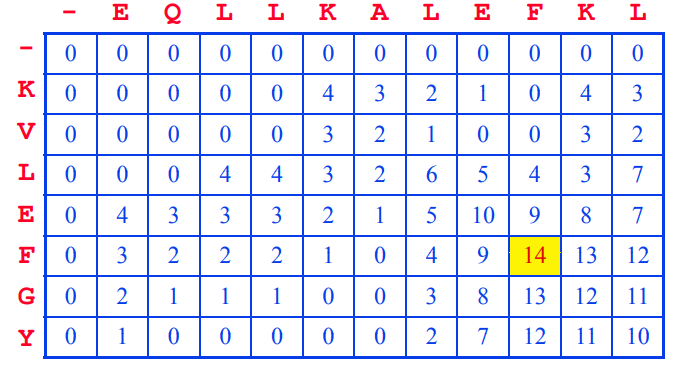 - E Q L L K A L E F K L
- 0 0 0 0 0 0 0 0 0 0 0 0
K 0 0 0 0 0 4 3 2 1 0 4 3
V 0 0 0 0 0 3 2 1 0 0 3 2
L 0 0 0 4 4 3 2 6 5 4 3 7
E 0 4 3 3 3 2 1 5 10 9 8 7
F 0 3 2 2 2 1 0 4 9 14 13 12
G 0 2 1 1 1 0 0 3 8 13 12 11
Y 0 1 0 0 0 0 0 2 7 12 11 10